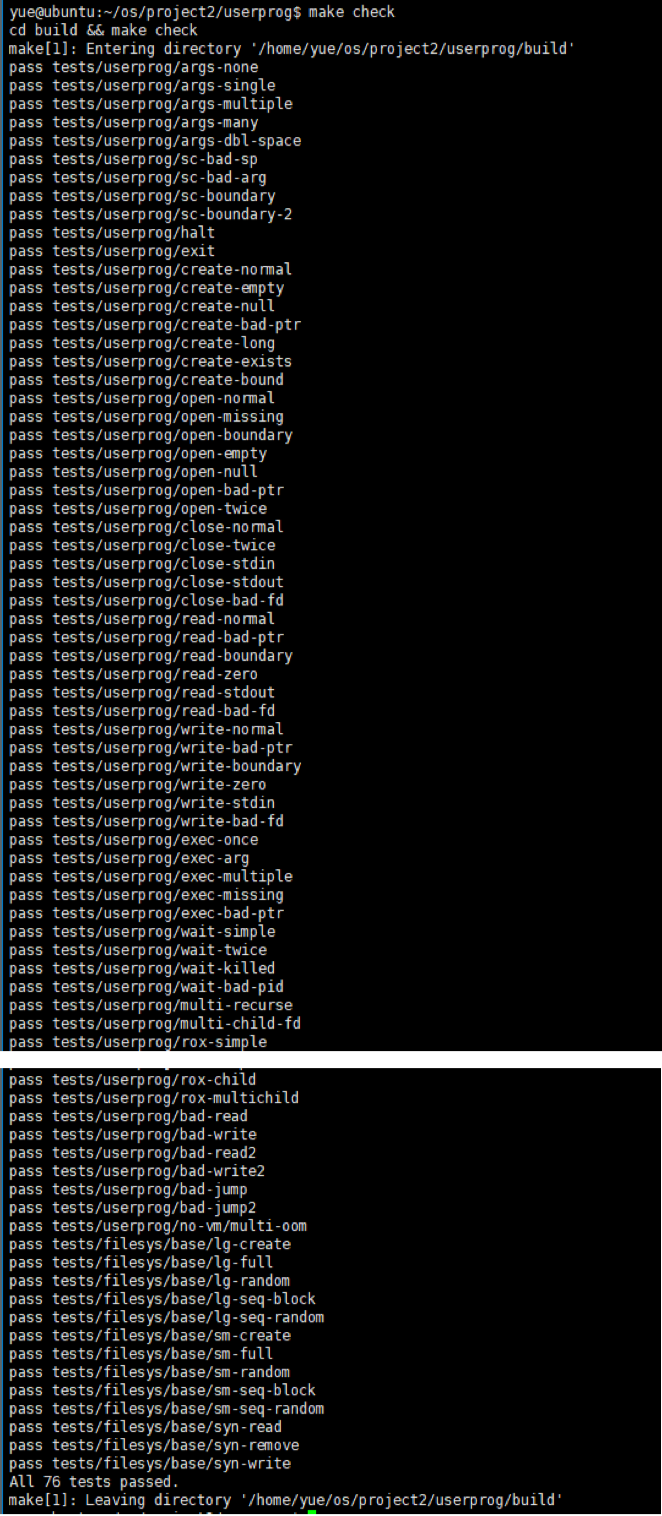 yue@ubuntu:~/os/project2/userprog$ make check
cd build && make check
make[1]: Entering directory '/home/yue/os/project2/userprog/build'
pass tests/userprog/args-none
pass tests/userprog/args-single
pass tests/userprog/args-multiple
pass tests/userprog/args-many
pass tests/userprog/args-dbl-space
pass tests/userprog/sc-bad-sp
pass tests/userprog/sc-bad-arg
pass tests/userprog/sc-boundary
pass tests/userprog/sc-boundary-2
pass tests/userprog/halt
pass tests/userprog/exit
pass tests/userprog/create-normal
pass tests/userprog/create-empty
pass tests/userprog/create-null
pass tests/userprog/create-bad-ptr
pass tests/userprog/create-long
pass tests/userprog/create-exists
pass tests/userprog/create-bound
pass tests/userprog/open-normal
pass tests/userprog/open-missing
pass tests/userprog/open-boundary
pass tests/userprog/open-empty
pass tests/userprog/open-null
pass tests/userprog/open-bad-ptr
pass tests/userprog/open-twice
pass tests/userprog/close-normal
pass tests/userprog/close-twice
pass tests/userprog/close-stdin
pass tests/userprog/close-stdout
pass tests/userprog/close-bad-fd
pass tests/userprog/read-normal
pass tests/userprog/read-bad-ptr
pass tests/userprog/read-boundary
pass tests/userprog/read-zero
pass tests/userprog/read-stdout
pass tests/userprog/read-bad-fd
pass tests/userprog/write-normal
pass tests/userprog/write-bad-ptr
pass tests/userprog/write-boundary
pass tests/userprog/write-zero
pass tests/userprog/write-stdin
pass tests/userprog/write-bad-fd
pass tests/userprog/exec-once
pass tests/userprog/exec-arg
pass tests/userprog/exec-multiple
pass tests/userprog/exec-missing
pass tests/userprog/exec-bad-ptr
pass tests/userprog/wait-simple
pass tests/userprog/wait-twice
pass tests/userprog/wait-killed
pass tests/userprog/wait-bad-pid
pass tests/userprog/multi-recurse
pass tests/userprog/multi-child-fd
pass tests/userprog/rox-simple
pass tests/userprog/rox-child
pass tests/userprog/rox-multichild
pass tests/userprog/bad-read
pass tests/userprog/bad-write
pass tests/userprog/bad-read2
pass tests/userprog/bad-write2
pass tests/userprog/bad-jump
pass tests/userprog/bad-jump2
pass tests/userprog/no-vm/multi-oom
pass tests/filesys/base/lg-create
pass tests/filesys/base/lg-full
pass tests/filesys/base/lg-random
pass tests/filesys/base/lg-seq-block
pass tests/filesys/base/lg-seq-random
pass tests/filesys/base/sm-create
pass tests/filesys/base/sm-full
pass tests/filesys/base/sm-random
pass tests/filesys/base/sm-seq-block
pass tests/filesys/base/sm-seq-random
pass tests/filesys/base/syn-read
pass tests/filesys/base/syn-remove
pass tests/filesys/base/syn-write
All 76 tests passed.
make[1]: Leaving directory '/home/yue/os/project2/userprog/build'